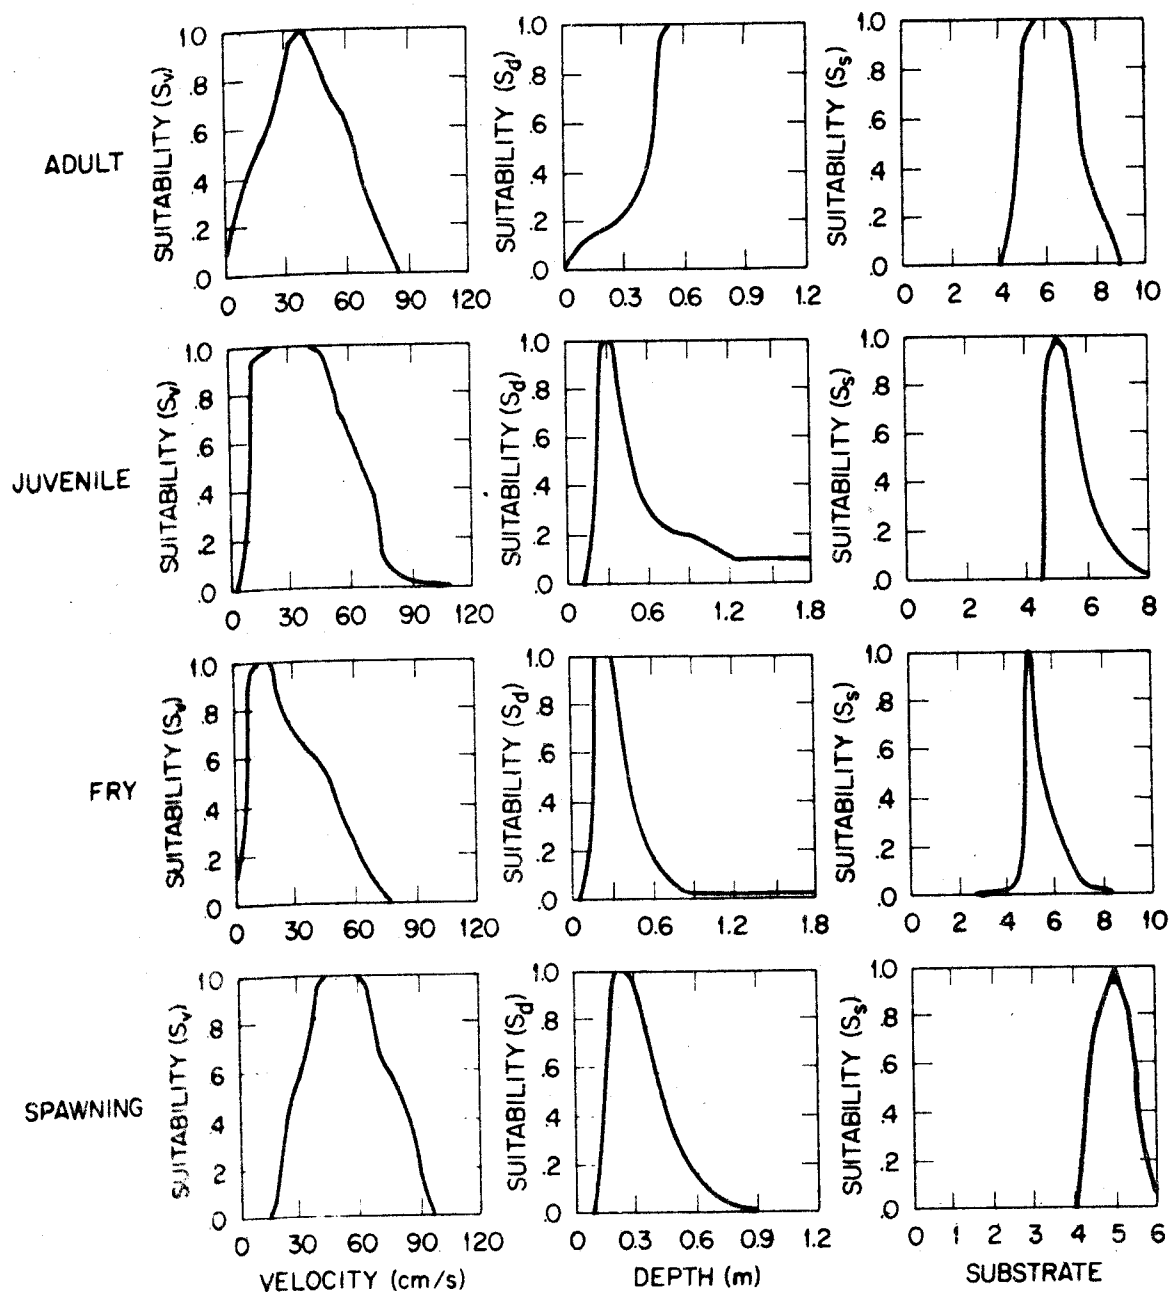 ADULT
SUITABILITY (Sv)
1.0
.8
.6
.4
.2
.0
0 30 60 90 120
SUITABILITY (Sd)
1.0
.8
.6
.4
.2
.0
0 0.3 0.6 0.9 1.2
SUITABILITY (Ss)
1.0
.8
.6
.4
.2
.0
0 2 4 6 8 10
JUVENILE
SUITABILITY (Sv)
1.0
.8
.6
.4
.2
.0
0 30 60 90 120
SUITABILITY (Sd)
1.0
.8
.6
.4
.2
.0
0 0.6 1.2 1.8
SUITABILITY (Ss)
1.0
.8
.6
.4
.2
.0
0 2 4 6 8
FRY
SUITABILITY (Sv)
1.0
.8
.6
.4
.2
.0
0 30 60 90 120
SUITABILITY (Sd)
1.0
.8
.6
.4
.2
.0
0 0.6 1.2 1.8
SUITABILITY (Ss)
1.0
.8
.6
.4
.2
.0
0 2 4 6 8 10
SPAWNING
SUITABILITY (Sv)
1.0
.8
.6
.4
.2
.0
0 30 60 90 120
VELOCITY (cm/s)
SUITABILITY (Sd)
1.0
.8
.6
.4
.2
.0
0 0.3 0.6 0.9 1.2
DEPTH (m)
SUITABILITY (Ss)
1.0
.8
.6
.4
.2
.0
0 1 2 3 4 5 6
SUBSTRATE